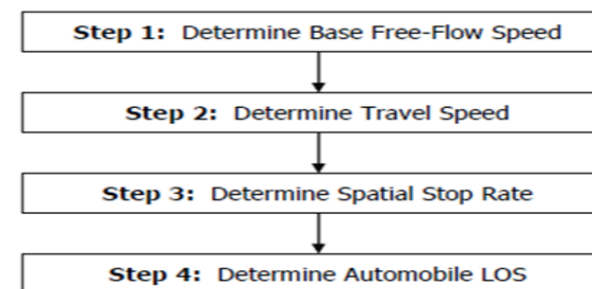 Step 1: Determine Base Free-Flow Speed
Step 2: Determine Travel Speed
Step 3: Determine Spatial Stop Rate
Step 4: Determine Automobile LOS